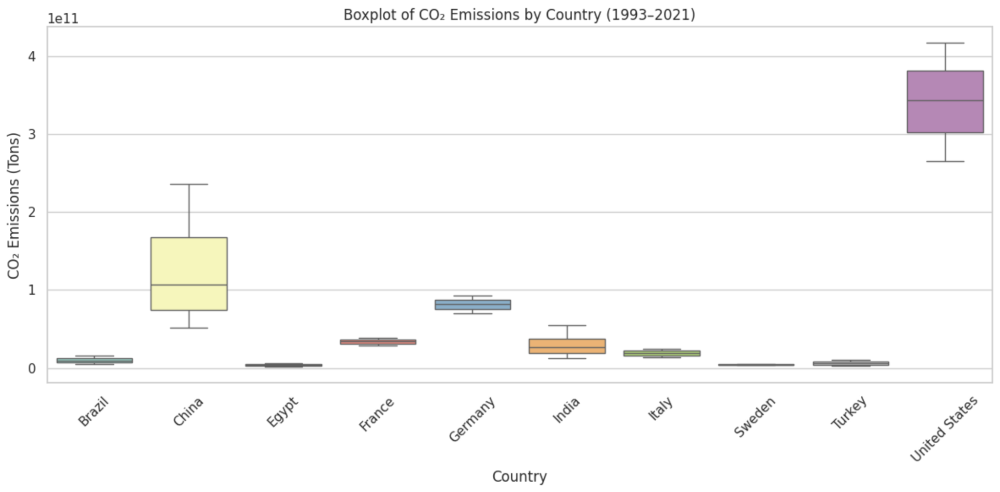 Boxplot of CO₂ Emissions by Country (1993–2021)
1e11
4
3
2
1
0
CO₂ Emissions (Tons)
Brazil
China
Egypt
France
Germany
India
Italy
Sweden
Turkey
United States
Country